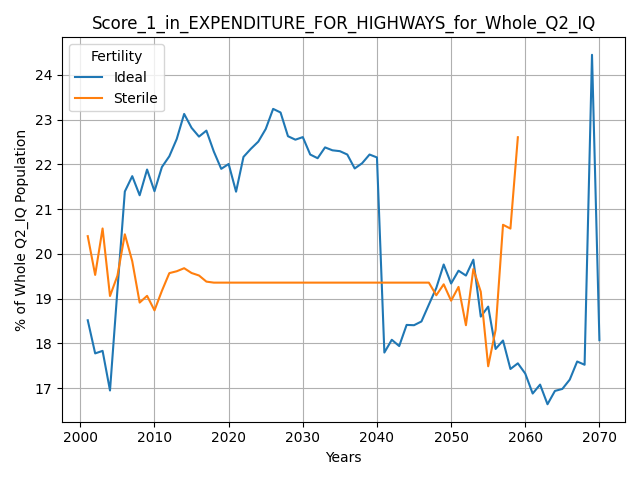 Score_1_in_EXPENDITURE_FOR_HIGHWAYS_for_Whole_Q2_IQ
Fertility
Ideal
Sterile
% of Whole Q2_IQ Population
24
23
22
21
20
19
18
17
2000
2010
2020
2030
2040
2050
2060
2070
Years